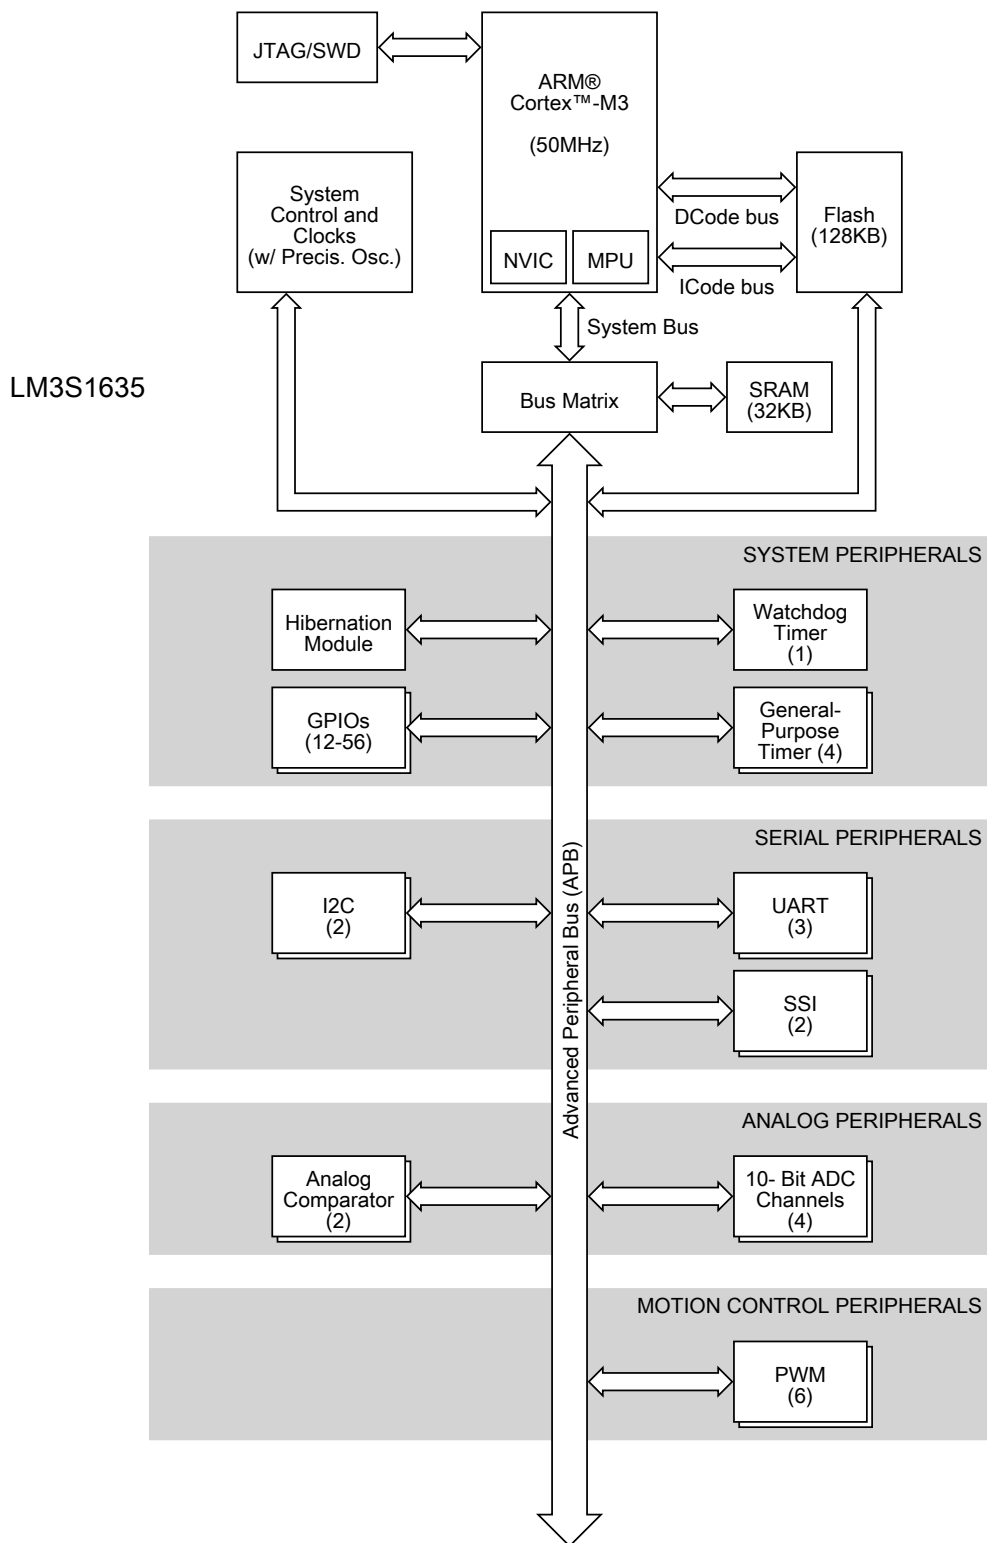 JTAG/SWD
ARM®
Cortex™-M3
(50MHz)
NVIC
MPU
System
Control and
Clocks
(w/ Precis. Osc.)
DCode bus
ICode bus
Flash
(128KB)
System Bus
LM3S1635
Bus Matrix
SRAM
(32KB)
SYSTEM PERIPHERALS
Hibernation
Module
Watchdog
Timer
(1)
GPIOs
(12-56)
General-
Purpose
Timer (4)
Advanced Peripheral Bus (APB)
SERIAL PERIPHERALS
I2C
(2)
UART
(3)
SSI
(2)
ANALOG PERIPHERALS
Analog
Comparator
(2)
10- Bit ADC
Channels
(4)
MOTION CONTROL PERIPHERALS
PWM
(6)